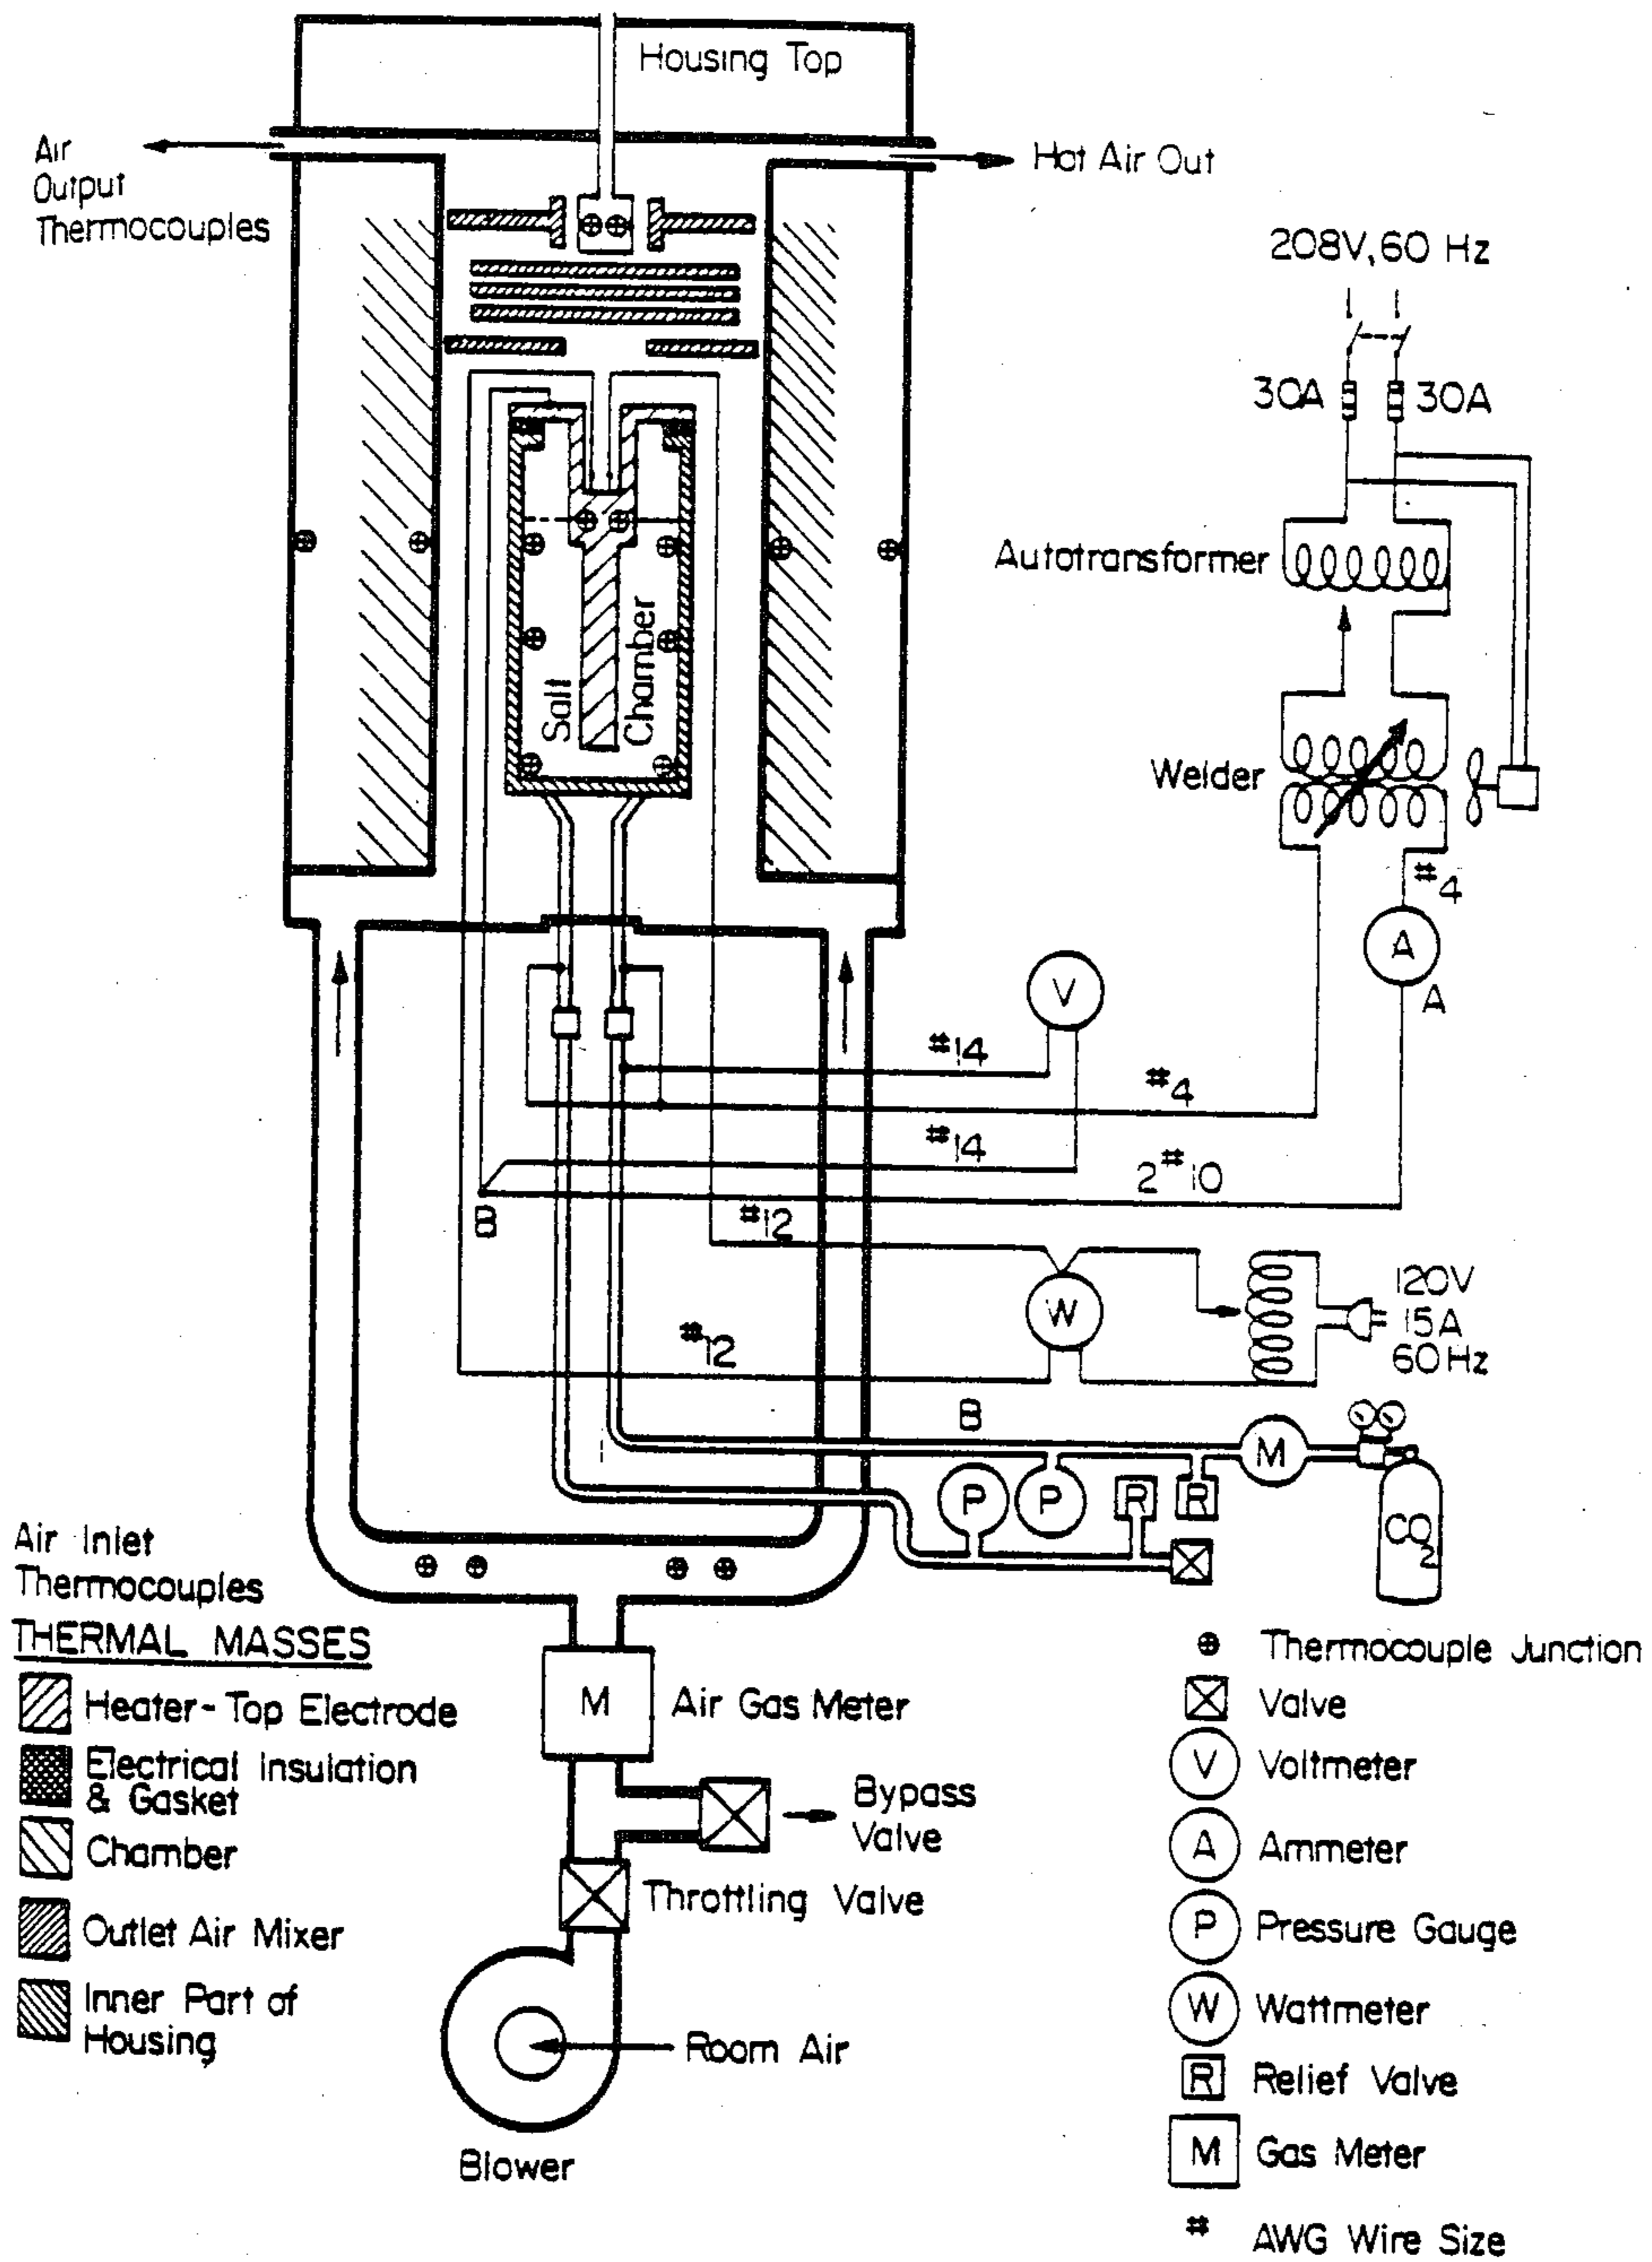 Housing Top
Air
Output
Thermocouples
Hot Air Out
208V, 60 Hz
30A
30A
Autotransformer
Salt
Chamber
Welder
#4
A
A
V
#14
#4
#14
2#10
B
#12
W
120V
15A
60Hz
#12
B
M
P
P
R
R
CO2
Air Inlet
Thermocouples
THERMAL MASSES
Heater-Top Electrode
Electrical Insulation
& Gasket
Chamber
Outlet Air Mixer
Inner Part of
Housing
M
Air Gas Meter
Bypass
Valve
Throttling Valve
Room Air
Blower
Thermocouple Junction
Valve
V Voltmeter
A Ammeter
P Pressure Gauge
W Wattmeter
R Relief Valve
M Gas Meter
# AWG Wire Size